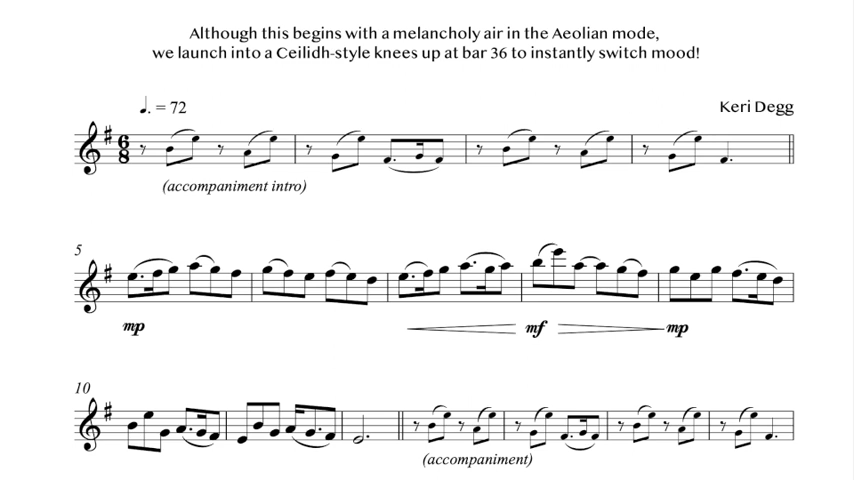 Although this begins with a melancholy air in the Aeolian mode,
we launch into a Ceilidh-style knees up at bar 36 to instantly switch mood!
♩. = 72
Keri Degg
6
8
(accompaniment intro)
5
mp
mf
mp
10
(accompaniment)